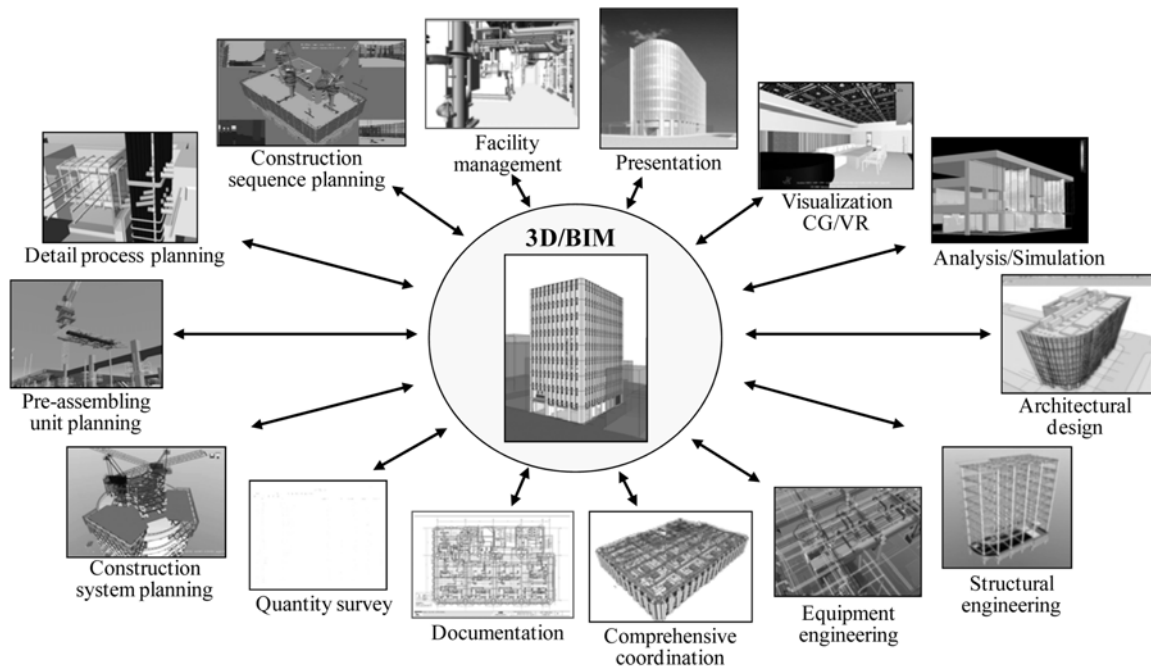 Construction
sequence planning
Facility
management
Presentation
Visualization
CG/VR
Detail process planning
3D/BIM
Analysis/Simulation
Pre-assembling
unit planning
Architectural
design
Construction
system planning
Quantity survey
Documentation
Comprehensive
coordination
Equipment
engineering
Structural
engineering